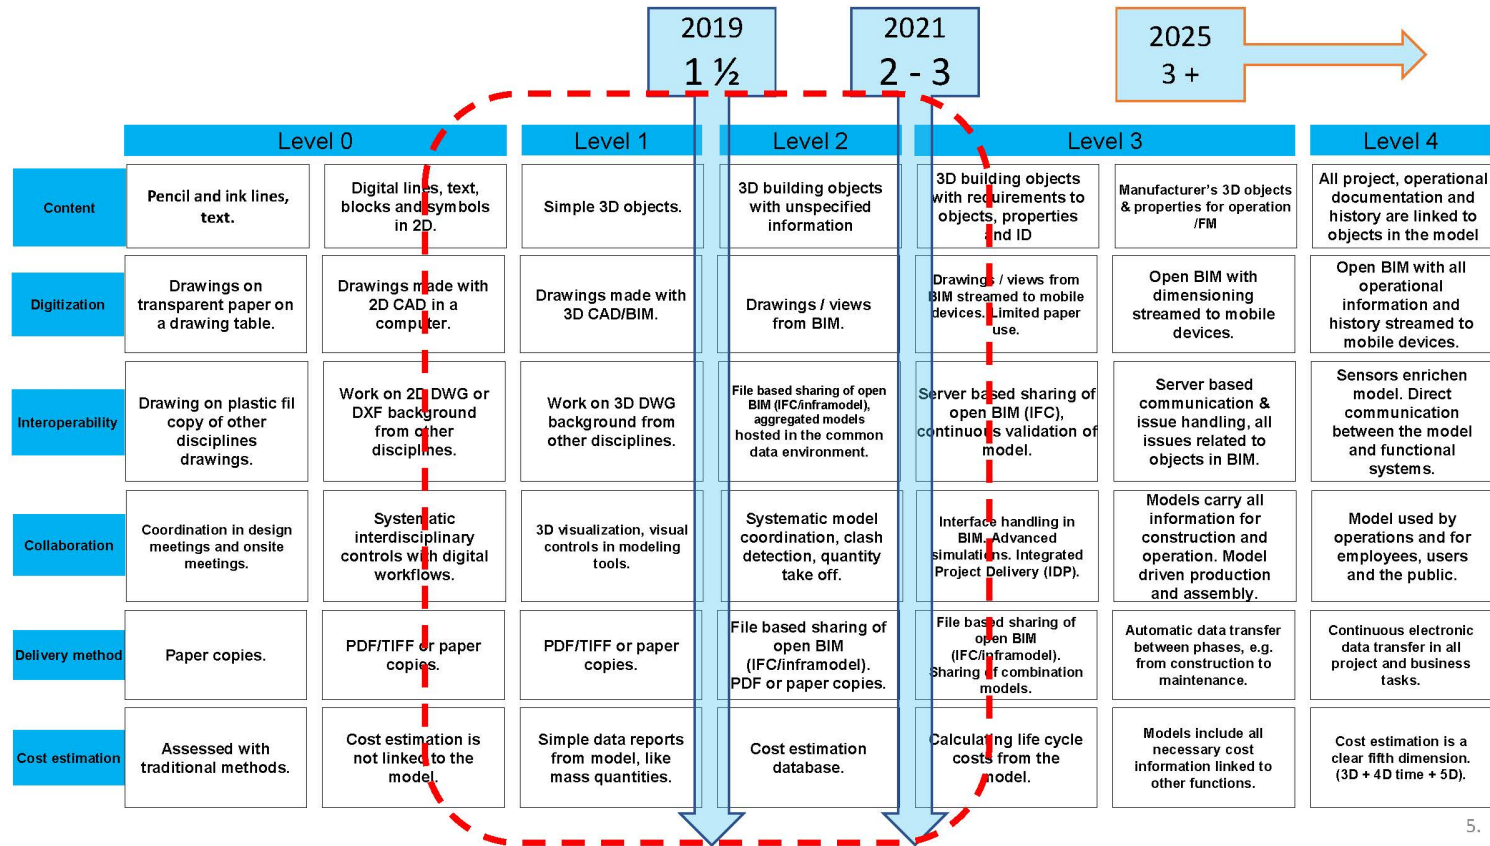 2019
1 ½
2021
2 - 3
2025
3 +
Level 0
Level 1
Level 2
Level 3
Level 4
Content
Pencil and ink lines,
text.
Digital lines, text,
blocks and symbols
in 2D.
Simple 3D objects.
3D building objects
with unspecified
information
3D building objects
with requirements to
objects, properties
and ID
Manufacturer's 3D objects
& properties for operation
/FM
All project, operational
documentation and
history are linked to
objects in the model
Digitization
Drawings on
transparent paper on
a drawing table.
Drawings made with
2D CAD in a
computer.
Drawings made with
3D CAD/BIM.
Drawings / views
from BIM.
Drawings / views from
BIM streamed to mobile
devices. Limited paper
use.
Open BIM with
dimensioning
streamed to mobile
devices.
Open BIM with all
operational
information and
history streamed to
mobile devices.
Interoperability
Drawing on plastic fil
copy of other
disciplines
drawings.
Work on 2D DWG or
DXF background
from other
disciplines.
Work on 3D DWG
background from
other disciplines.
File based sharing of open
BIM (IFC/inframodel),
aggregated models
hosted in the common
data environment.
Server based sharing of
open BIM (IFC),
continuous validation of
model.
Server based
communication &
issue handling, all
issues related to
objects in BIM.
Sensors enrichen
model. Direct
communication
between the model
and functional
systems.
Collaboration
Coordination in design
meetings and onsite
meetings.
Systematic
interdisciplinary
controls with digital
workflows.
3D visualization, visual
controls in modeling
tools.
Systematic model
coordination, clash
detection, quantity
take off.
Interface handling in
BIM. Advanced
simulations. Integrated
Project Delivery (IDP).
Models carry all
information for
construction and
operation. Model
driven production
and assembly.
Model used by
operations and for
employees, users
and the public.
Delivery method
Paper copies.
PDF/TIFF or paper
copies.
PDF/TIFF or paper
copies.
File based sharing of
open BIM
(IFC/inframodel).
PDF or paper copies.
File based sharing of
open BIM
(IFC/inframodel).
Sharing of combination
models.
Automatic data transfer
between phases, e.g.
from construction to
maintenance.
Continuous electronic
data transfer in all
project and business
tasks.
Cost estimation
Assessed with
traditional methods.
Cost estimation is
not linked to the
model.
Simple data reports
from model, like
mass quantities.
Cost estimation
database.
Calculating life cycle
costs from the
model.
Models include all
necessary cost
information linked to
other functions.
Cost estimation is a
clear fifth dimension.
(3D + 4D time + 5D).
5.